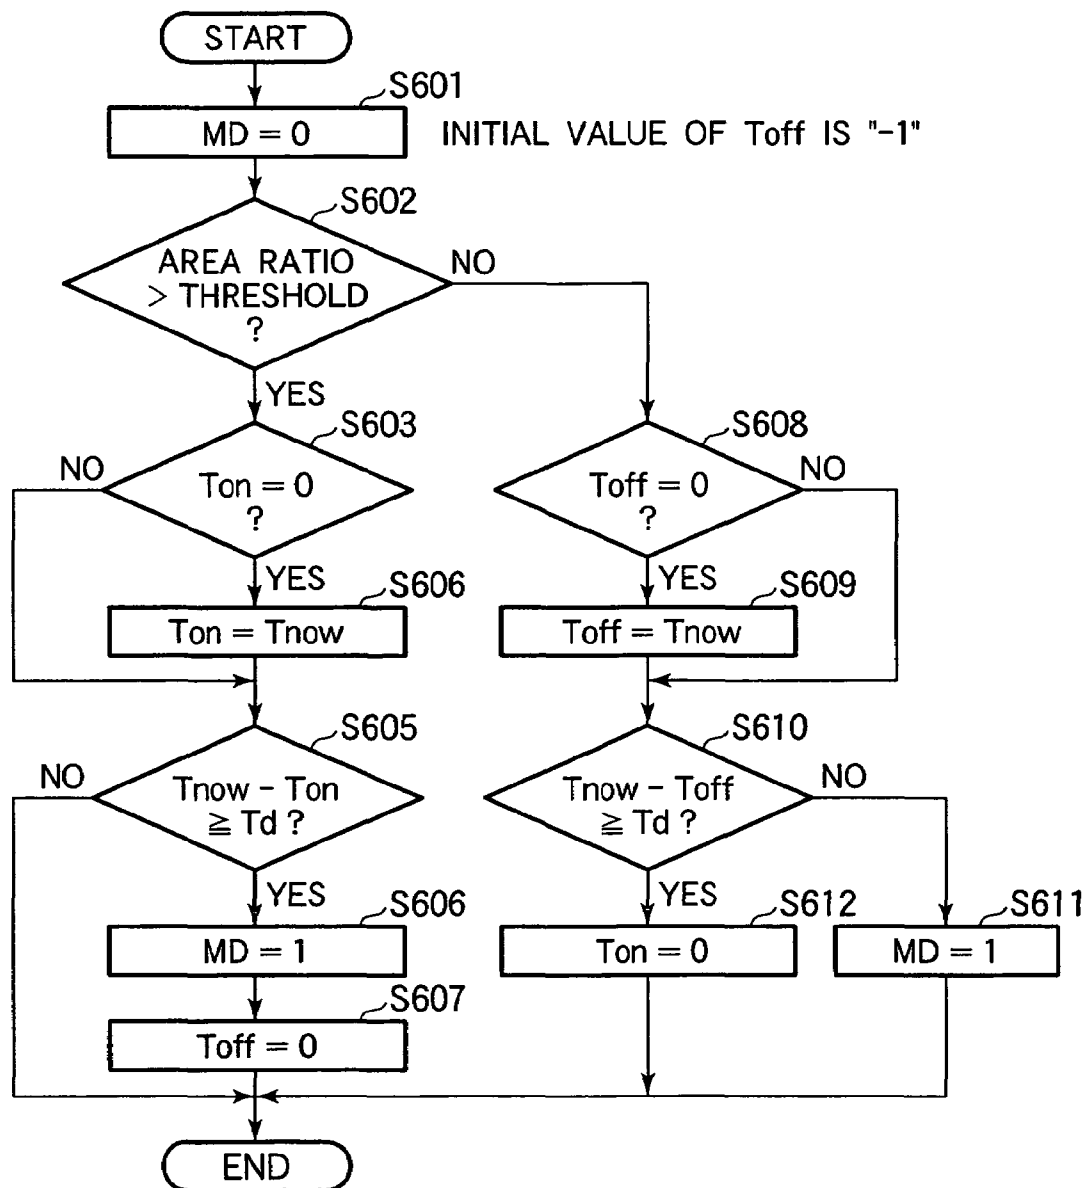 START
S601
MD = 0
INITIAL VALUE OF Toff IS "-1"
S602
AREA RATIO
> THRESHOLD
?
NO
YES
S603
NO
Ton = 0
?
S608
Toff = 0
?
NO
YES
S606
Ton = Tnow
YES
S609
Toff = Tnow
S605
NO
Tnow - Ton
≧ Td ?
S610
Tnow - Toff
≧ Td ?
NO
YES
S606
MD = 1
YES
S612
Ton = 0
S611
MD = 1
S607
Toff = 0
END